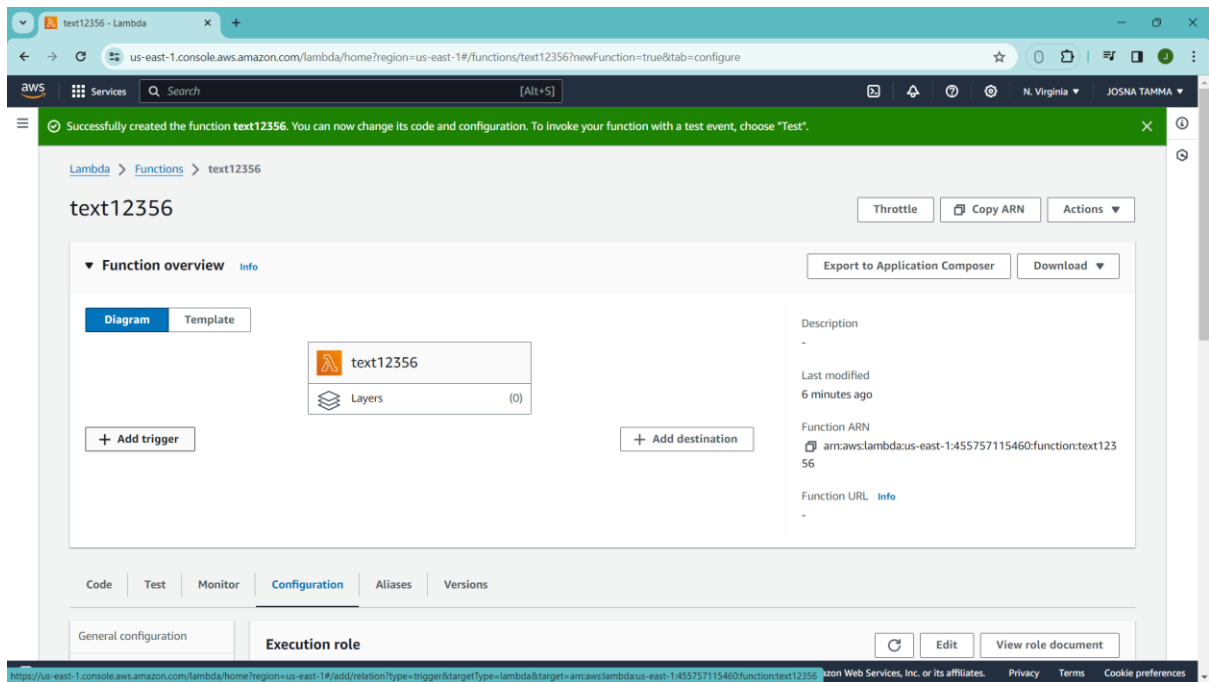 text12356 - Lambda
us-east-1.console.aws.amazon.com/lambda/home?region=us-east-1#/functions/text12356?newFunction=true&tab=configure
J
aws Services Search [Alt+S] N. Virginia ▼ JOSNA TAMMA ▼
Successfully created the function text12356. You can now change its code and configuration. To invoke your function with a test event, choose "Test".
Lambda > Functions > text12356
text12356
Throttle Copy ARN Actions ▼
▼ Function overview Info
Export to Application Composer Download ▼
Diagram Template
text12356
Layers (0)
+ Add trigger
+ Add destination
Description
-
Last modified
6 minutes ago
Function ARN
arn:aws:lambda:us-east-1:455757115460:function:text123
56
Function URL Info
-
Code Test Monitor Configuration Aliases Versions
General configuration
Execution role
Edit View role document
https://us-east-1.console.aws.amazon.com/lambda/home?region=us-east-1#/add/relation?type=trigger&targetType=lambda&target=arn:aws:lambda:us-east-1:455757115460:function:text12356
zon Web Services, Inc. or its affiliates. Privacy Terms Cookie preferences